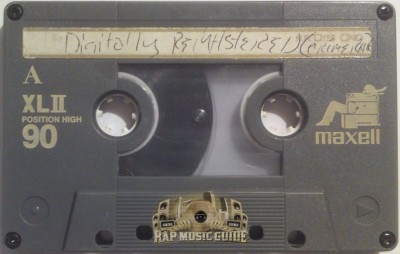 Digitally REMASTERED
A
XLII
POSITION HIGH
90
maxell
RAP MUSIC GUIDE